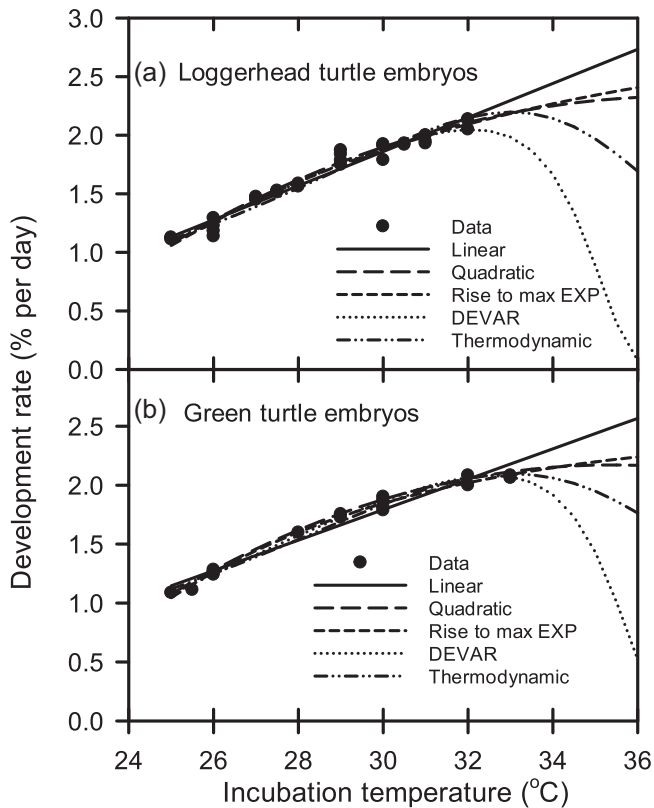 3.0
(a) Loggerhead turtle embryos
2.5
2.0
1.5
1.0
0.5
0.0
Data
Linear
Quadratic
Rise to max EXP
DEVAR
Thermodynamic
Development rate (% per day)
(b) Green turtle embryos
2.5
2.0
1.5
1.0
0.5
0.0
Data
Linear
Quadratic
Rise to max EXP
DEVAR
Thermodynamic
24 26 28 30 32 34 36
Incubation temperature (°C)